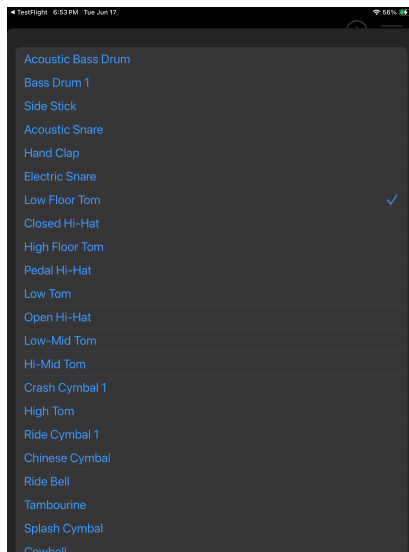 ◀ TestFlight 6:53 PM Tue Jun 17 56%
Acoustic Bass Drum
Bass Drum 1
Side Stick
Acoustic Snare
Hand Clap
Electric Snare
Low Floor Tom
Closed Hi-Hat
High Floor Tom
Pedal Hi-Hat
Low Tom
Open Hi-Hat
Low-Mid Tom
Hi-Mid Tom
Crash Cymbal 1
High Tom
Ride Cymbal 1
Chinese Cymbal
Ride Bell
Tambourine
Splash Cymbal
Cowbell